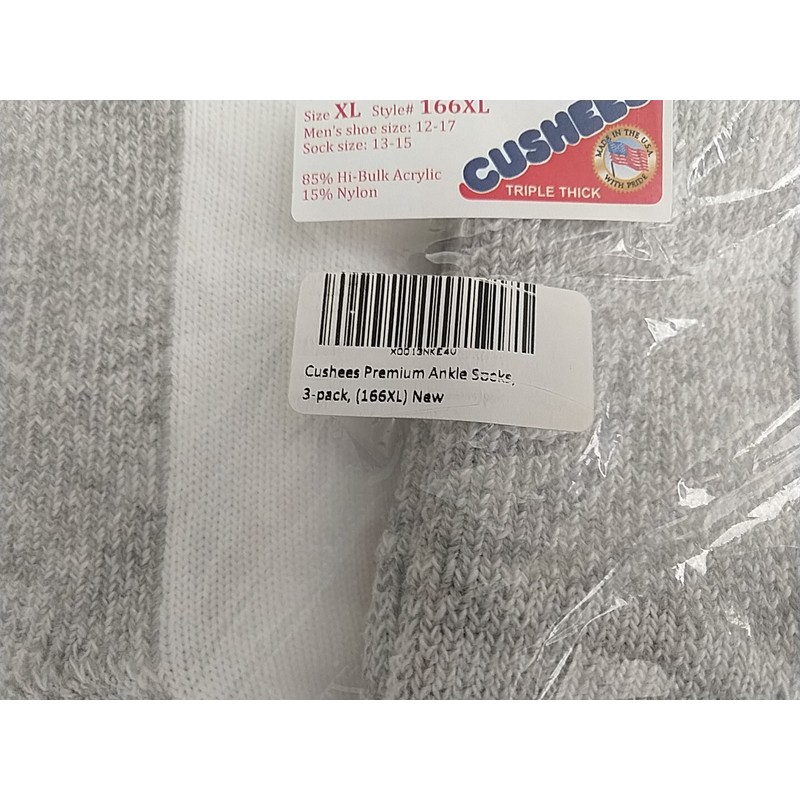 Size XL Style# 166XL
Men's shoe size: 12-17
Sock size: 13-15
85% Hi-Bulk Acrylic
15% Nylon
CUSHEES
TRIPLE THICK
MADE IN THE U.S.A.
WITH PRIDE
X0013NKE4U
Cushees Premium Ankle Socks,
3-pack, (166XL) New